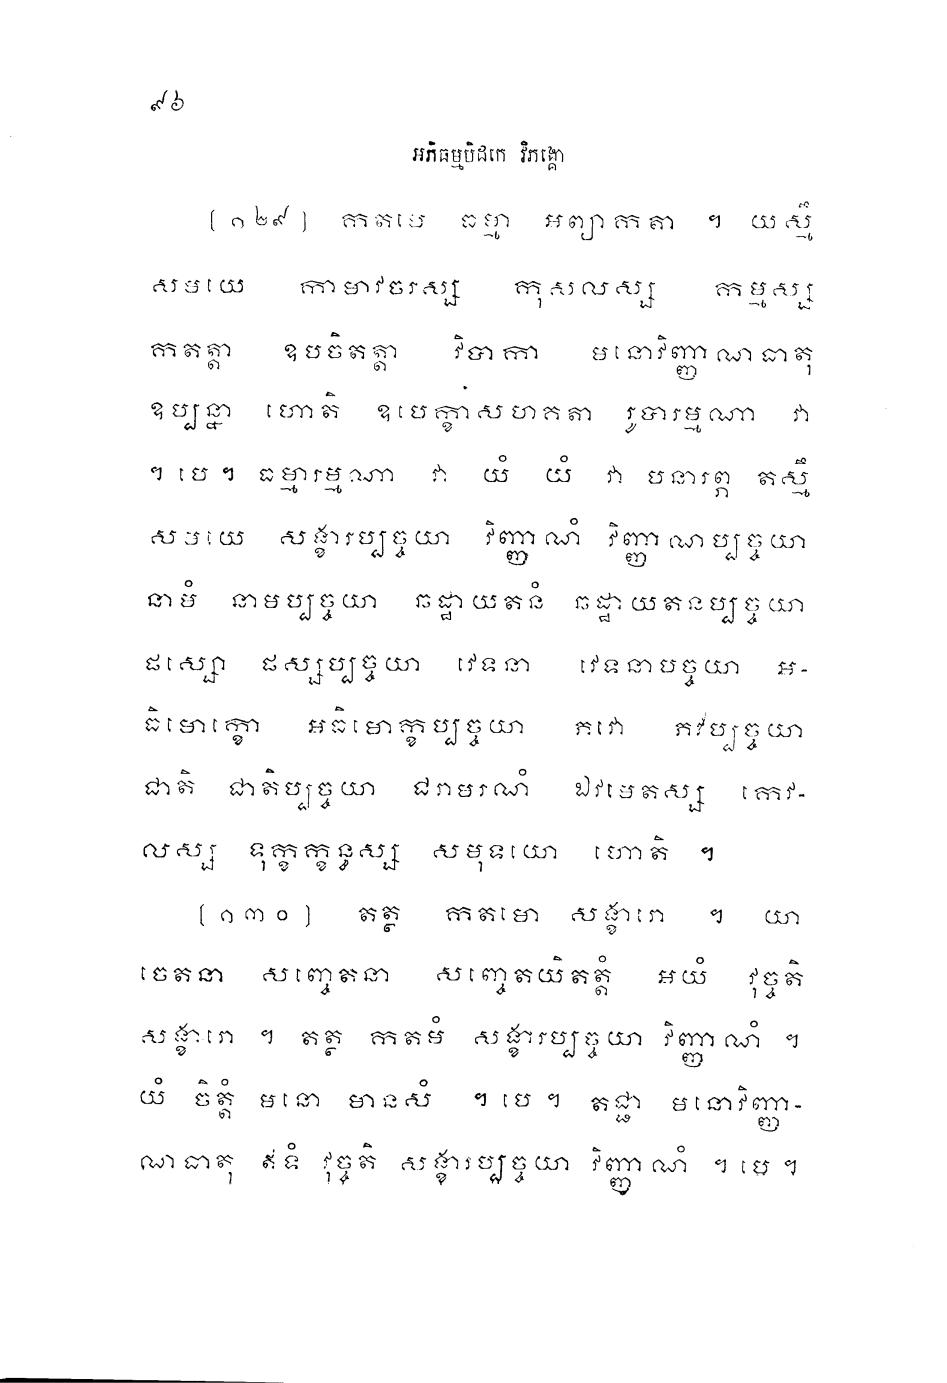 ៩៦
អភិធម្មបិដកេ វិភង្គោ
(១២៩) កតមេ ធម្មា អព្យាកតា ។ យស្មឹ
សមយេ កាមាវចរស្ស កុសលស្ស កម្មស្ស
កតត្តា ឧបចិតត្តា វិបាកា មនោវិញ្ញាណធាតុ
ឧប្បន្នា ហោតិ ឧបេក្ខាសហគតា រូបារម្មណា វា
។ បេ ។ ធម្មារម្មណា វា យំ យំ វា បនារព្ភ តស្មឹ
សមយេ សង្ខារប្បច្ចយា វិញ្ញាណំ វិញ្ញាណប្បច្ចយា
នាមំ នាមប្បច្ចយា ឆដ្ឋាយតនំ ឆដ្ឋាយតនប្បច្ចយា
ផស្សោ ផស្សប្បច្ចយា វេទនា វេទនាបច្ចយា អ-
ធិមោក្ខោ អធិមោក្ខប្បច្ចយា ភវោ ភវប្បច្ចយា
ជាតិ ជាតិប្បច្ចយា ជរាមរណំ ឯវមេតស្ស កេវ-
លស្ស ទុក្ខក្ខន្ធស្ស សមុទយោ ហោតិ ។
(១៣០) តត្ថ កតមោ សង្ខារោ ។ យា
ចេតនា សញ្ចេតនា សញ្ចេតយិតត្តំ អយំ វុច្ចតិ
សង្ខារោ ។ តត្ថ កតមំ សង្ខារប្បច្ចយា វិញ្ញាណំ ។
យំ ចិត្តំ មនោ មានសំ ។ បេ ។ តជ្ជា មនោវិញ្ញា-
ណធាតុ ឥទំ វុច្ចតិ សង្ខារប្បច្ចយា វិញ្ញាណំ ។ បេ ។